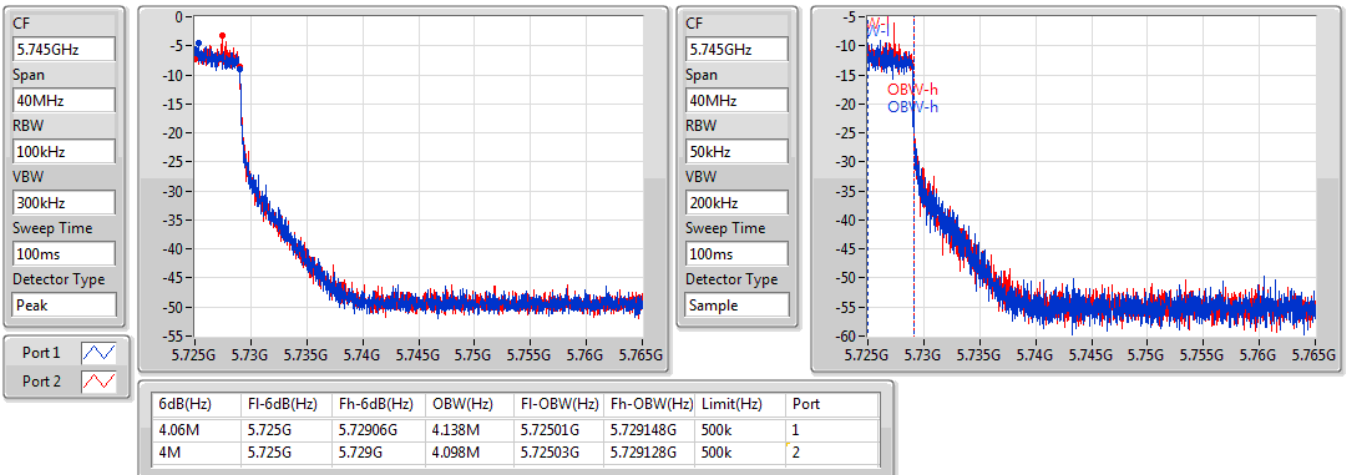 CF
5.745GHz
Span
40MHz
RBW
100kHz
VBW
300kHz
Sweep Time
100ms
Detector Type
Peak
Port 1
Port 2
0
-5
-10
-15
-20
-25
-30
-35
-40
-45
-50
-55
5.725G 5.73G 5.735G 5.74G 5.745G 5.75G 5.755G 5.76G 5.765G
CF
5.745GHz
Span
40MHz
RBW
50kHz
VBW
200kHz
Sweep Time
100ms
Detector Type
Sample
-5
-10
-15
-20
-25
-30
-35
-40
-45
-50
-55
-60
W-l
W-l
OBW-h
OBW-h
5.725G 5.73G 5.735G 5.74G 5.745G 5.75G 5.755G 5.76G 5.765G
6dB(Hz) Fl-6dB(Hz) Fh-6dB(Hz) OBW(Hz) Fl-OBW(Hz) Fh-OBW(Hz) Limit(Hz) Port
4.06M 5.725G 5.72906G 4.138M 5.72501G 5.729148G 500k 1
4M 5.725G 5.729G 4.098M 5.72503G 5.729128G 500k 2